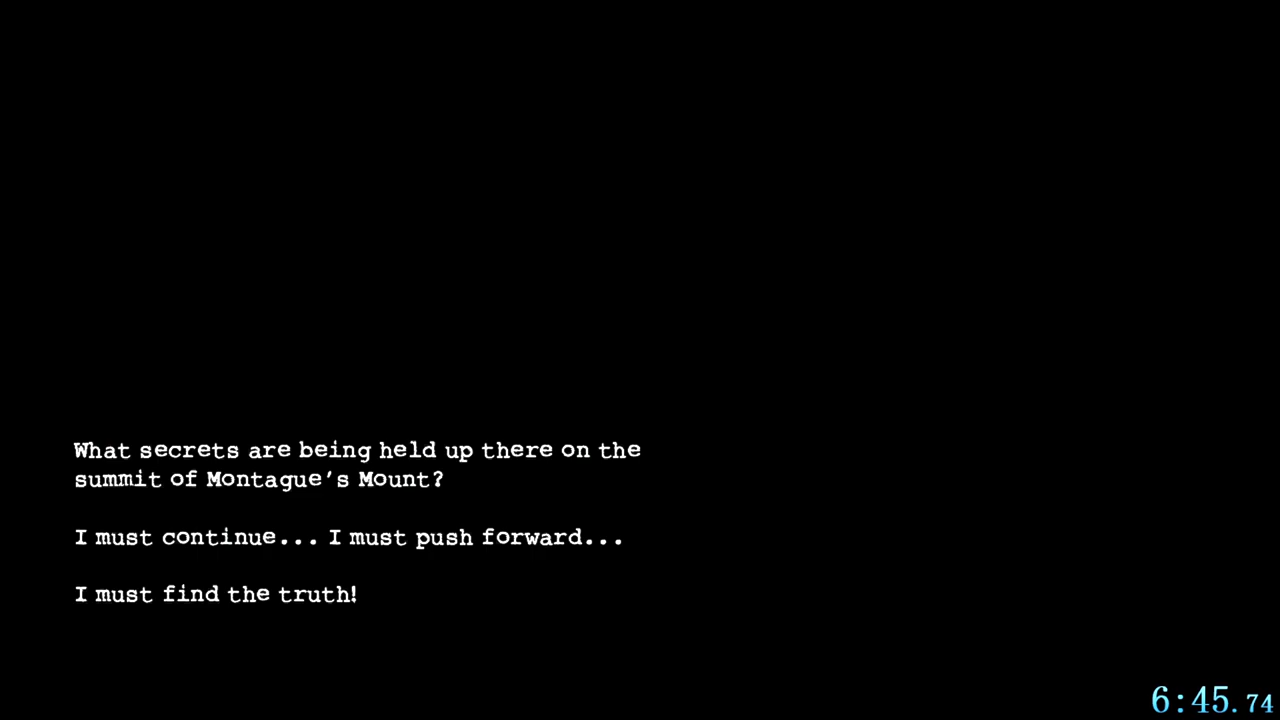 What secrets are being held up there on the
summit of Montague's Mount?
I must continue... I must push forward...
I must find the truth!
6:45.74